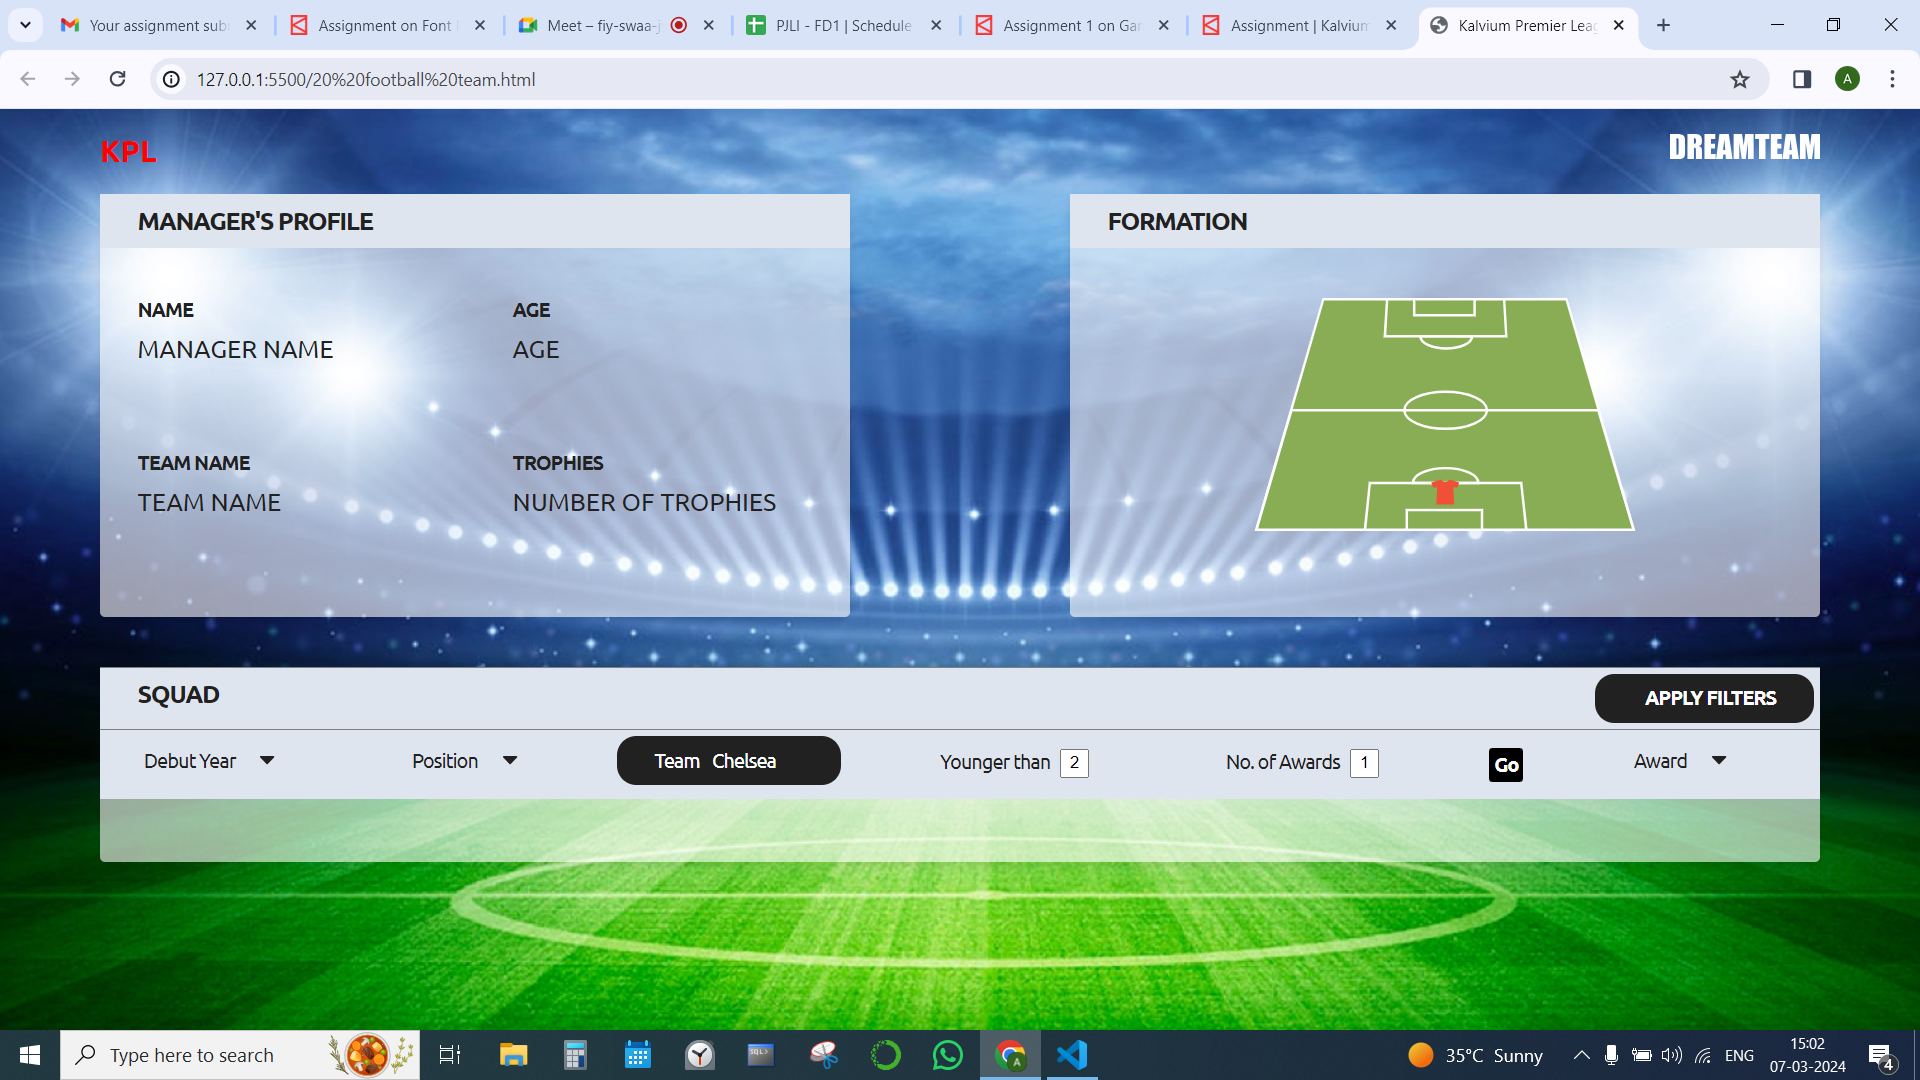 Your assignment sub
Assignment on Font
Meet – fiy-swaa-j
PJLI - FD1 | Schedule
Assignment 1 on Gar
Assignment | Kalvium
Kalvium Premier Leag
127.0.0.1:5500/20%20football%20team.html
A
KPL
DREAMTEAM
MANAGER'S PROFILE
FORMATION
NAME
AGE
MANAGER NAME
AGE
TEAM NAME
TROPHIES
TEAM NAME
NUMBER OF TROPHIES
SQUAD
APPLY FILTERS
Debut Year
Position
Team Chelsea
Younger than 2
No. of Awards 1
Go
Award
Type here to search
SQL>
A
35°C Sunny
ENG
15:02
07-03-2024
4